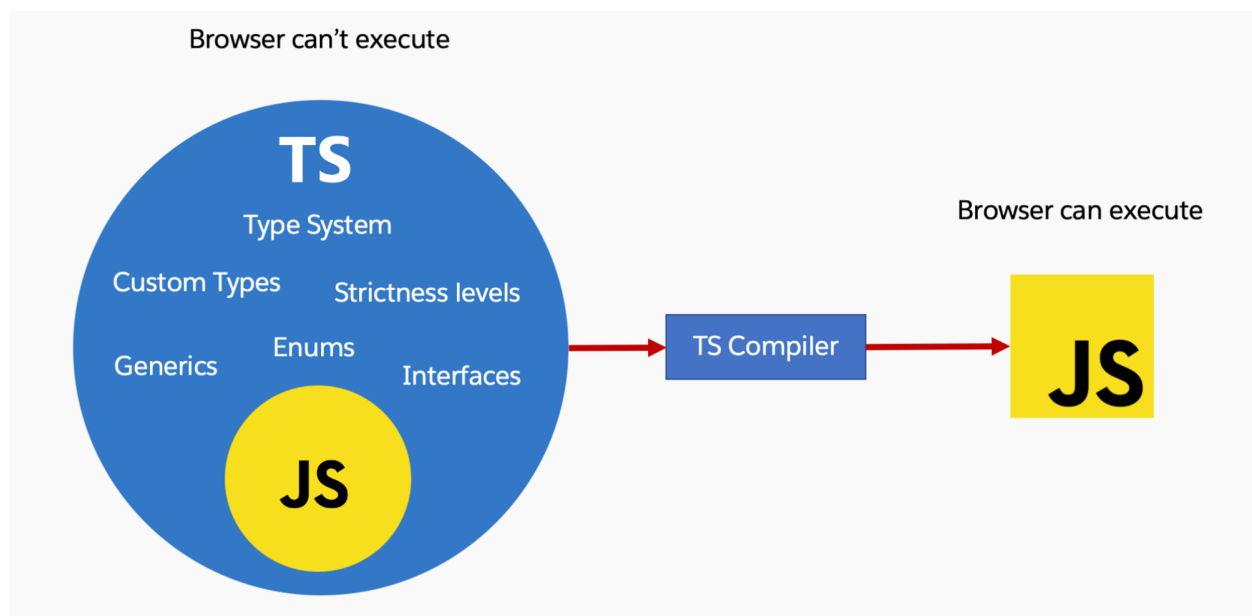 Browser can’t execute
TS
Type System
Custom Types
Strictness levels
Enums
Generics
Interfaces
JS
TS Compiler
Browser can execute
JS